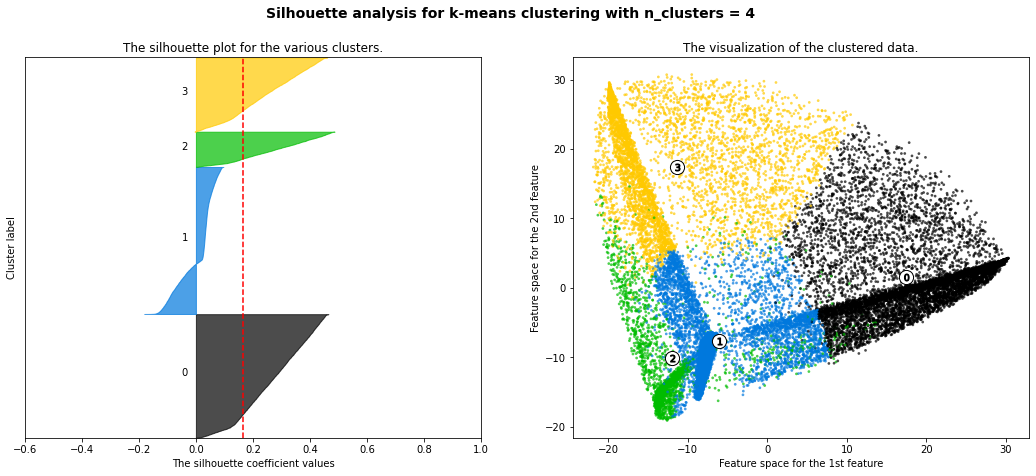 Silhouette analysis for k-means clustering with n_clusters = 4
The silhouette plot for the various clusters.
3
2
1
0
Cluster label
−0.6 −0.4 −0.2 0.0 0.2 0.4 0.6 0.8 1.0
The silhouette coefficient values
The visualization of the clustered data.
30
20
10
0
−10
−20
Feature space for the 2nd feature
3
0
1
2
−20 −10 0 10 20 30
Feature space for the 1st feature